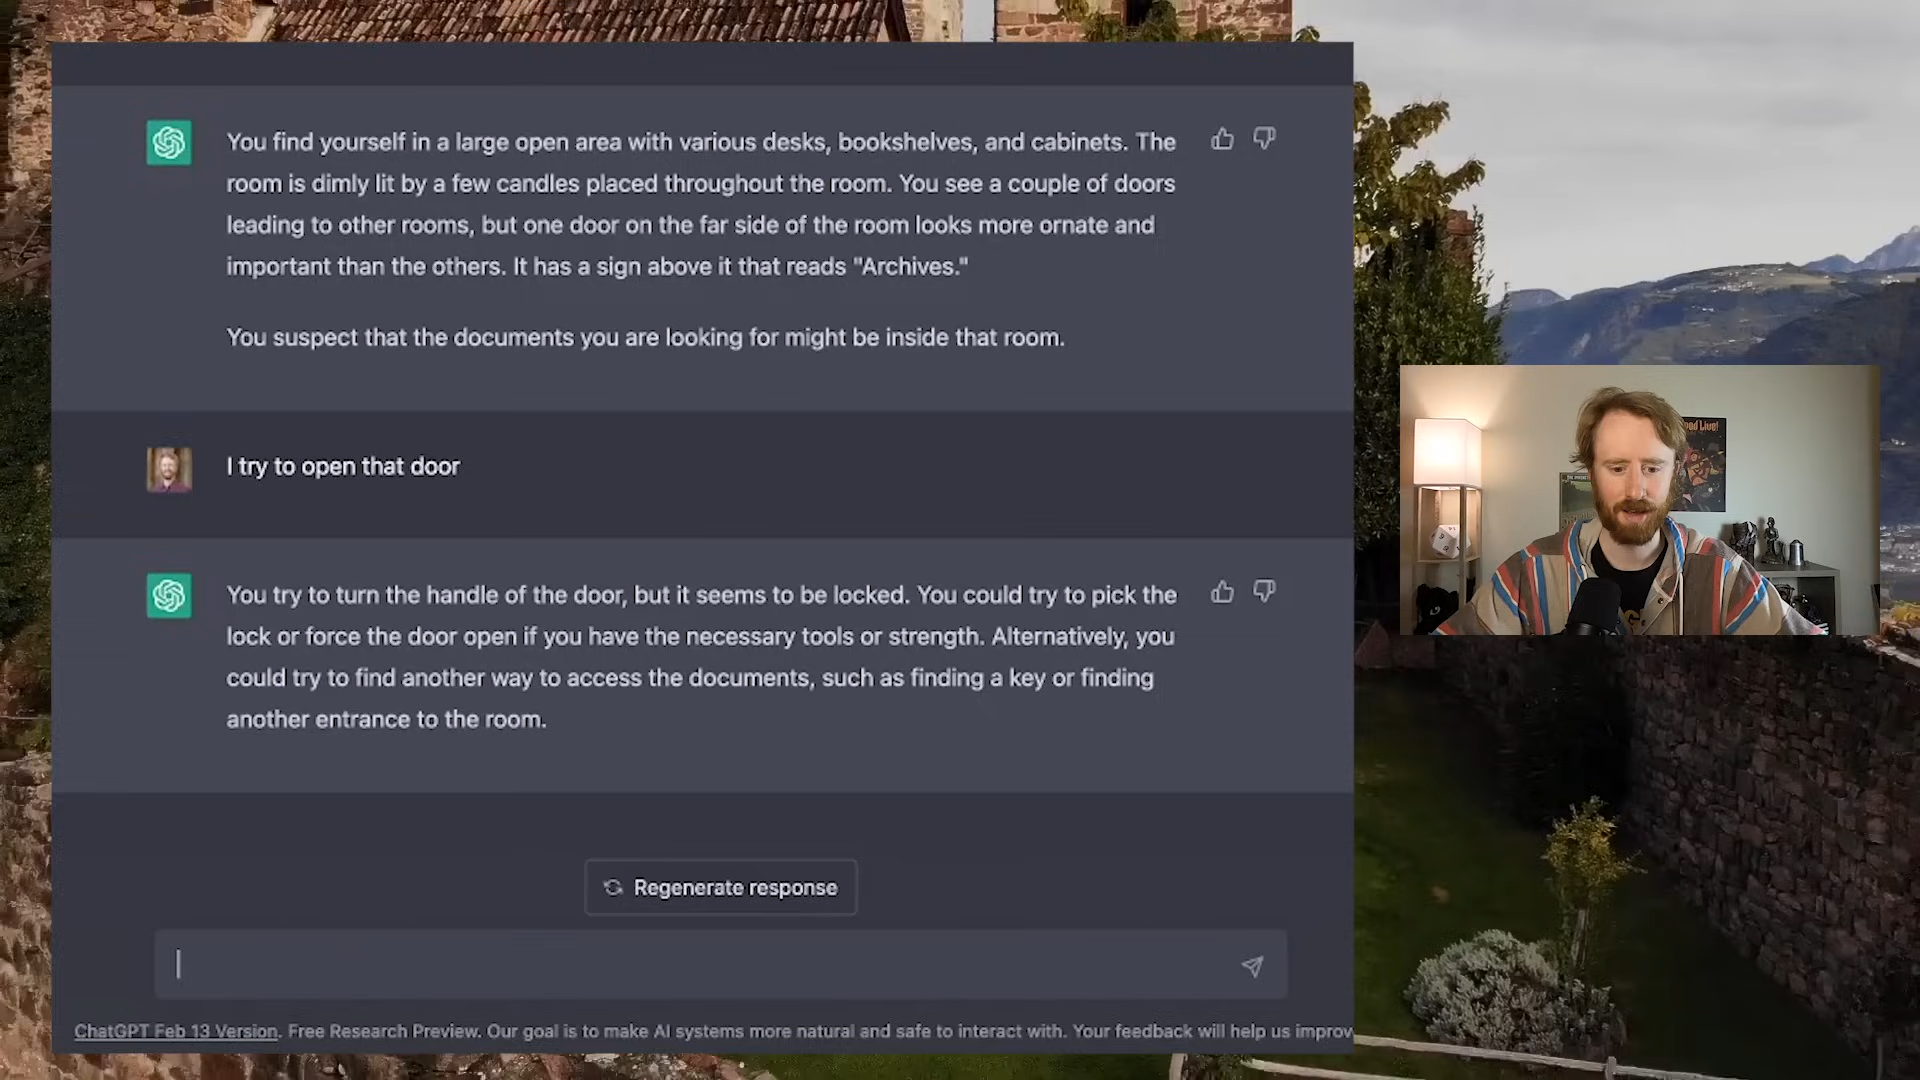 You find yourself in a large open area with various desks, bookshelves, and cabinets. The
room is dimly lit by a few candles placed throughout the room. You see a couple of doors
leading to other rooms, but one door on the far side of the room looks more ornate and
important than the others. It has a sign above it that reads "Archives."
You suspect that the documents you are looking for might be inside that room.
I try to open that door
You try to turn the handle of the door, but it seems to be locked. You could try to pick the
lock or force the door open if you have the necessary tools or strength. Alternatively, you
could try to find another way to access the documents, such as finding a key or finding
another entrance to the room.
Regenerate response
ChatGPT Feb 13 Version. Free Research Preview. Our goal is to make AI systems more natural and safe to interact with. Your feedback will help us improv
Live!